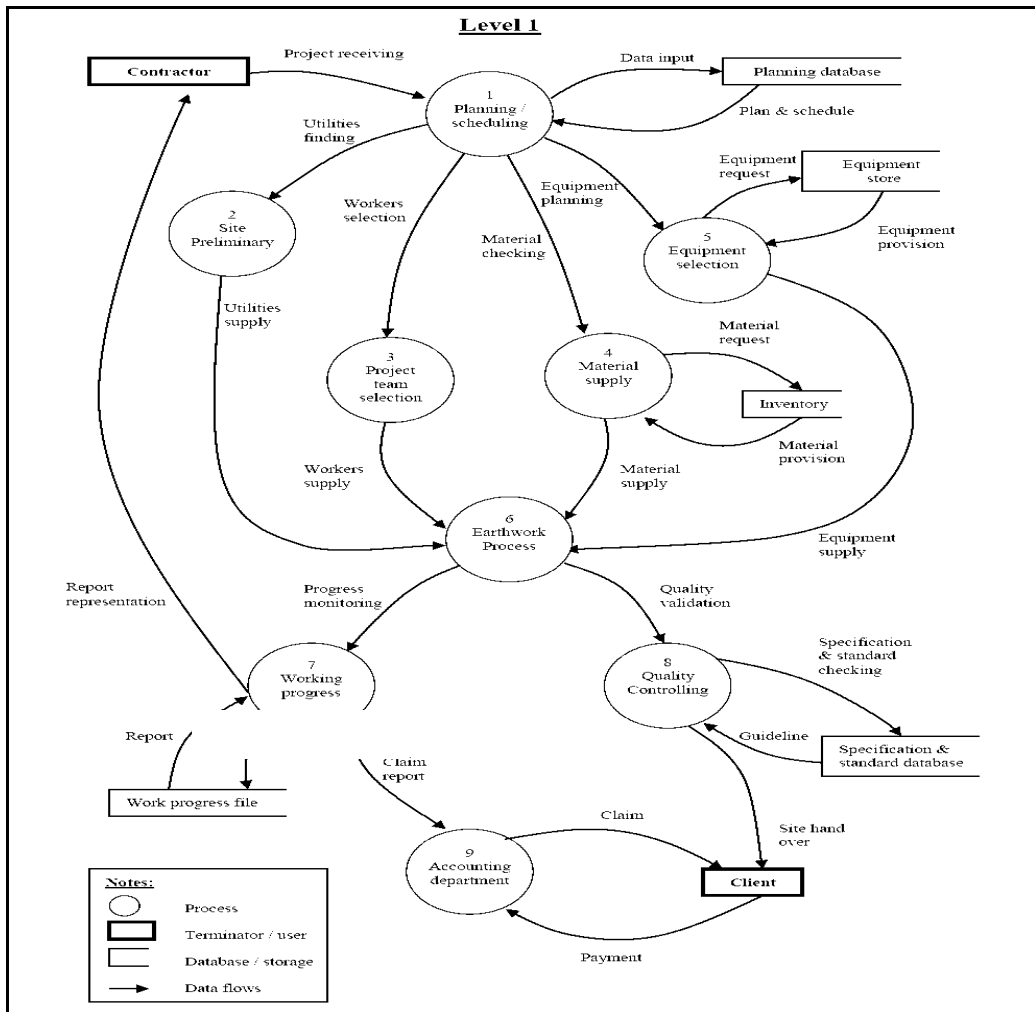 Level 1
Project receiving
Contractor
Data input
Planning database
1
Planning /
scheduling
Plan & schedule
Utilities
finding
Equipment
request
Equipment
store
Workers
selection
Equipment
planning
2
Site
Preliminary
Material
checking
5
Equipment
selection
Equipment
provision
Utilities
supply
Material
request
3
Project
team
selection
4
Material
supply
Inventory
Material
provision
Workers
supply
Material
supply
6
Earthwork
Process
Equipment
supply
Report
representation
Progress
monitoring
Quality
validation
Specification
& standard
checking
7
Working
progress
8
Quality
Controlling
Report
Guideline
Specification &
standard database
Claim
report
Work progress file
Claim
Site hand
over
9
Accounting
department
Client
Payment
Notes:
Process
Terminator / user
Database / storage
Data flows